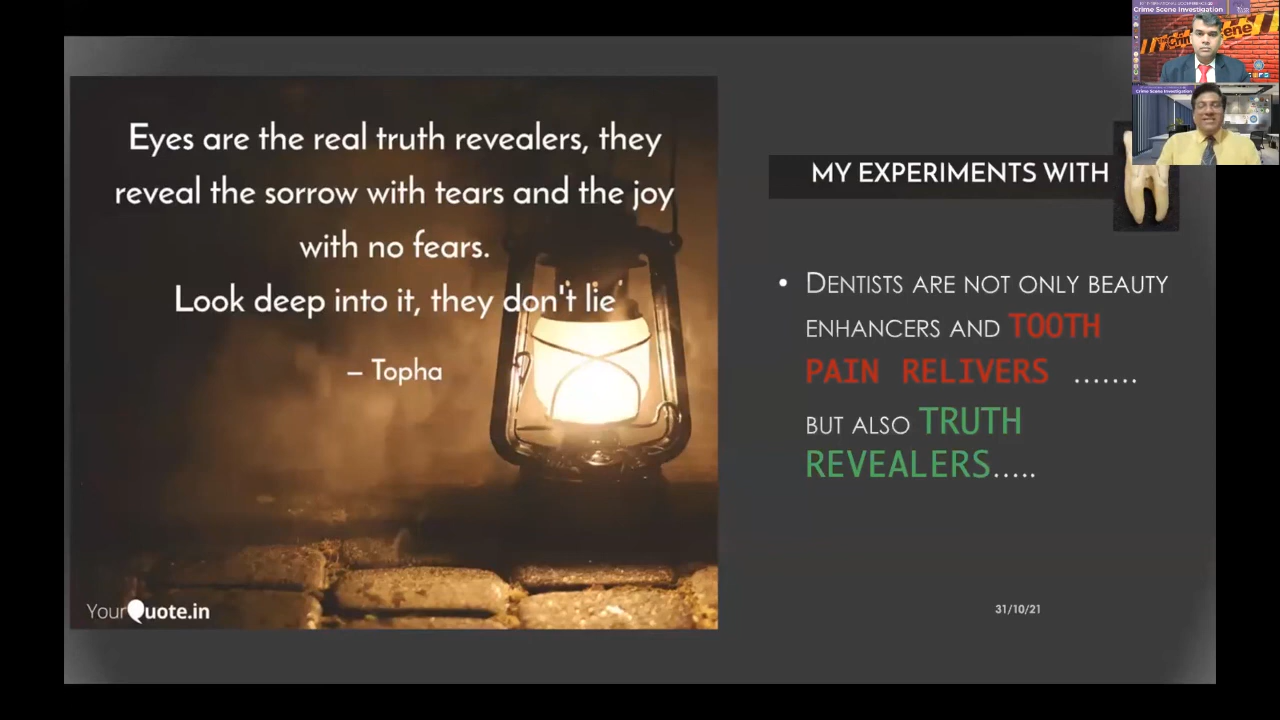 Eyes are the real truth revealers, they
reveal the sorrow with tears and the joy
with no fears.
Look deep into it, they don't lie
– Topha
YourQuote.in
MY EXPERIMENTS WITH
• DENTISTS ARE NOT ONLY BEAUTY
ENHANCERS AND TOOTH
PAIN RELIVERS .......
BUT ALSO TRUTH
REVEALERS.....
31/10/21
Crime Scene Investigation
Crime Scene Investigation